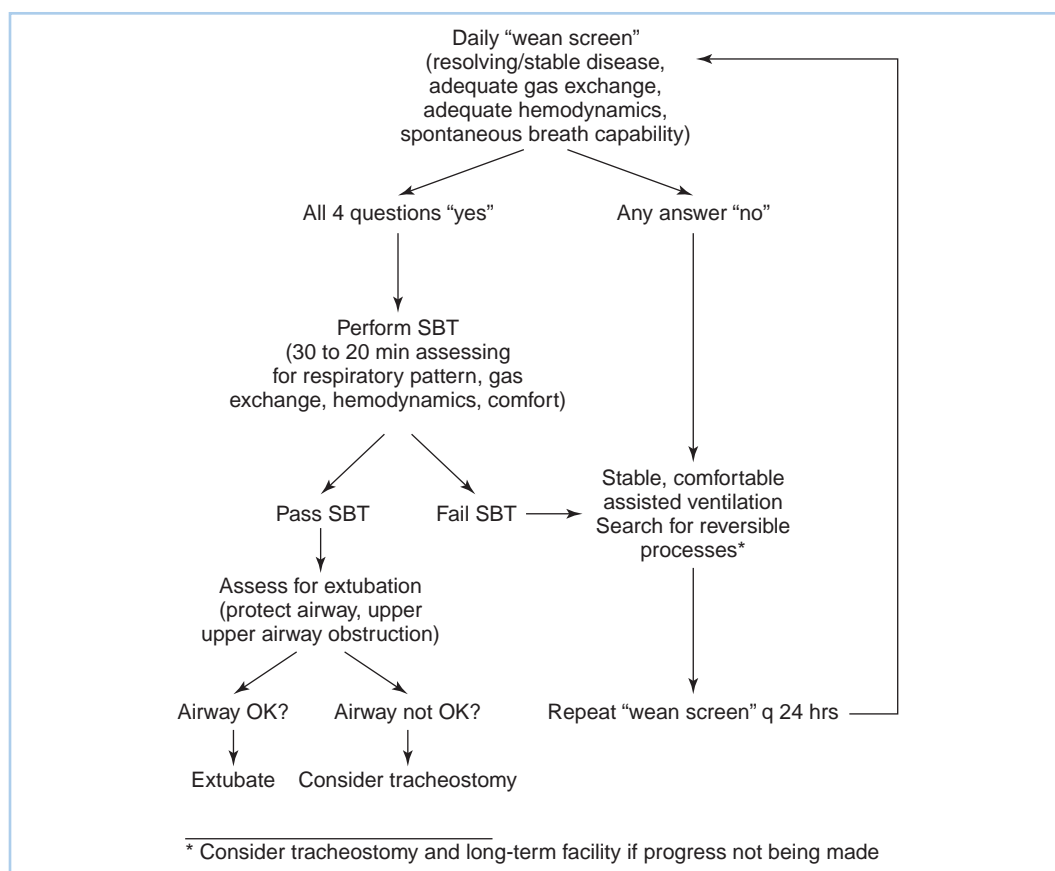 Daily “wean screen”
(resolving/stable disease,
adequate gas exchange,
adequate hemodynamics,
spontaneous breath capability)
All 4 questions “yes”
Any answer “no”
Perform SBT
(30 to 20 min assessing
for respiratory pattern, gas
exchange, hemodynamics, comfort)
Pass SBT
Fail SBT
Stable, comfortable
assisted ventilation
Search for reversible
processes*
Assess for extubation
(protect airway, upper
upper airway obstruction)
Airway OK?
Airway not OK?
Repeat “wean screen” q 24 hrs
Extubate
Consider tracheostomy
* Consider tracheostomy and long-term facility if progress not being made